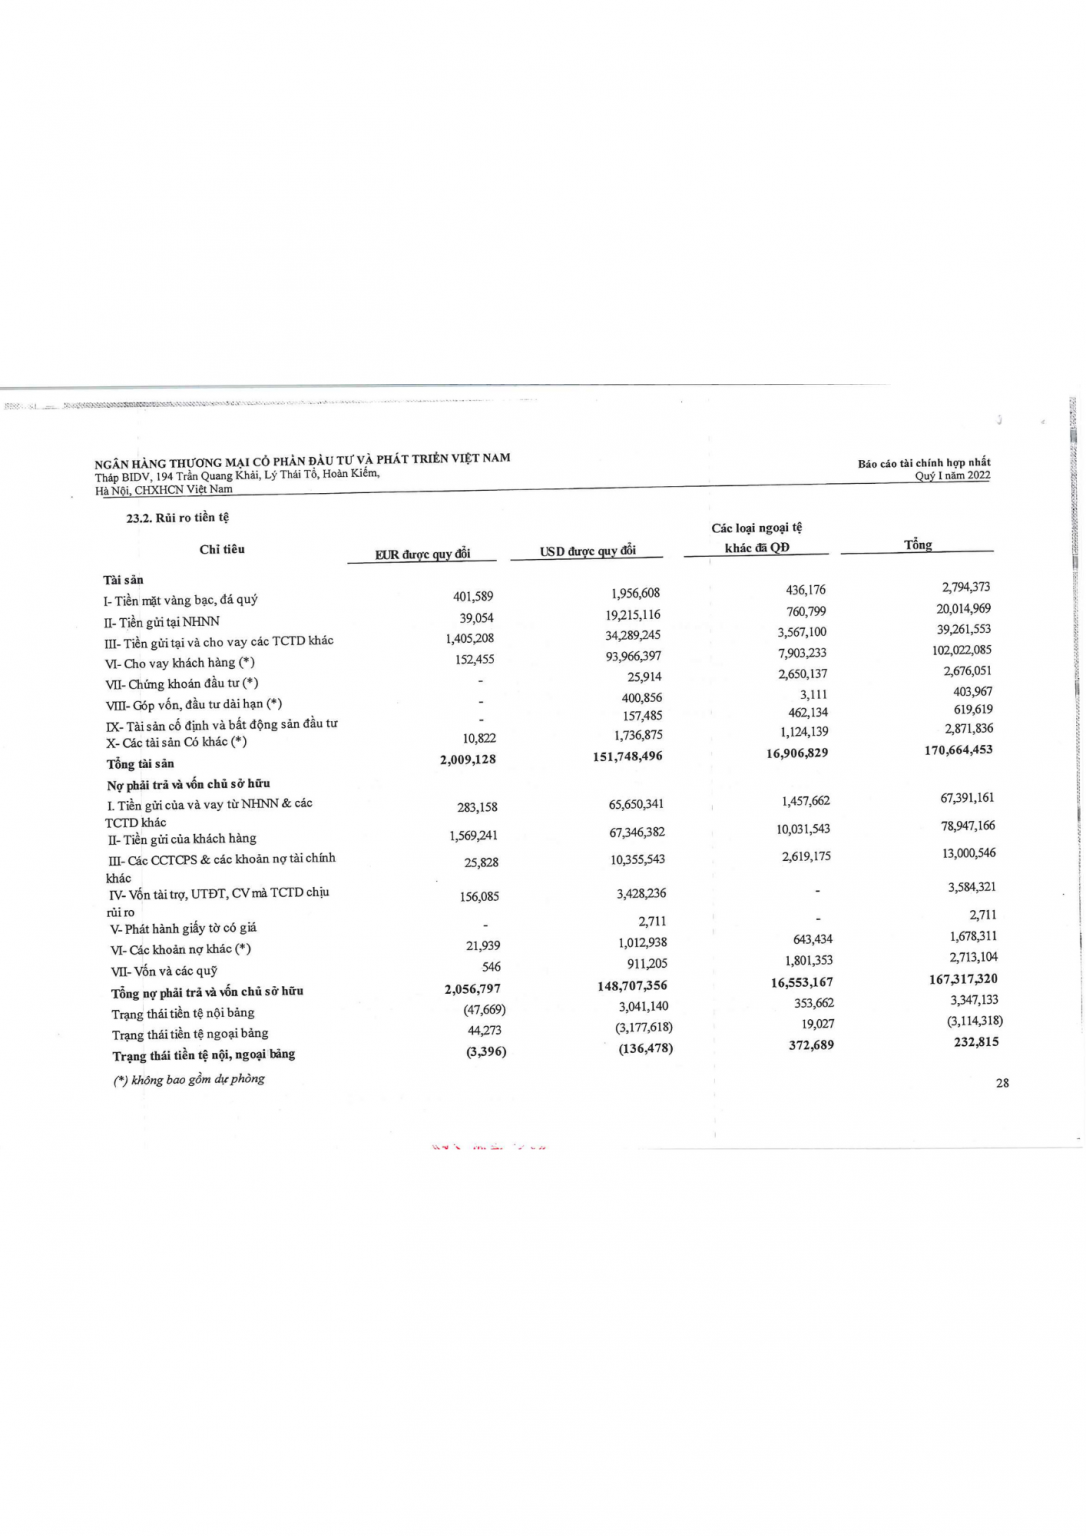 NGÂN HÀNG THƯƠNG MẠI CỔ PHẦN ĐẦU TƯ VÀ PHÁT TRIỂN VIỆT NAM
Tháp BIDV, 194 Trần Quang Khải, Lý Thái Tổ, Hoàn Kiếm,
Hà Nội, CHXHCN Việt Nam
Báo cáo tài chính hợp nhất
Quý I năm 2022
23.2. Rủi ro tiền tệ
Chỉ tiêu EUR được quy đổi USD được quy đổi Các loại ngoại tệ khác đã QĐ Tổng
Tài sản
I- Tiền mặt vàng bạc, đá quý 401,589 1,956,608 436,176 2,794,373
II- Tiền gửi tại NHNN 39,054 19,215,116 760,799 20,014,969
III- Tiền gửi tại và cho vay các TCTD khác 1,405,208 34,289,245 3,567,100 39,261,553
VI- Cho vay khách hàng (*) 152,455 93,966,397 7,903,233 102,022,085
VII- Chứng khoán đầu tư (*) - 25,914 2,650,137 2,676,051
VIII- Góp vốn, đầu tư dài hạn (*) - 400,856 3,111 403,967
IX- Tài sản cố định và bất động sản đầu tư - 157,485 462,134 619,619
X- Các tài sản Có khác (*) 10,822 1,736,875 1,124,139 2,871,836
Tổng tài sản 2,009,128 151,748,496 16,906,829 170,664,453
Nợ phải trả và vốn chủ sở hữu
I. Tiền gửi của và vay từ NHNN & các 283,158 65,650,341 1,457,662 67,391,161
TCTD khác
II- Tiền gửi của khách hàng 1,569,241 67,346,382 10,031,543 78,947,166
III- Các CCTCPS & các khoản nợ tài chính 25,828 10,355,543 2,619,175 13,000,546
khác
IV- Vốn tài trợ, UTĐT, CV mà TCTD chịu 156,085 3,428,236 - 3,584,321
rủi ro
V- Phát hành giấy tờ có giá - 2,711 - 2,711
VI- Các khoản nợ khác (*) 21,939 1,012,938 643,434 1,678,311
VII- Vốn và các quỹ 546 911,205 1,801,353 2,713,104
Tổng nợ phải trả và vốn chủ sở hữu 2,056,797 148,707,356 16,553,167 167,317,320
Trạng thái tiền tệ nội bảng (47,669) 3,041,140 353,662 3,347,133
Trạng thái tiền tệ ngoại bảng 44,273 (3,177,618) 19,027 (3,114,318)
Trạng thái tiền tệ nội, ngoại bảng (3,396) (136,478) 372,689 232,815
(*) không bao gồm dự phòng
28